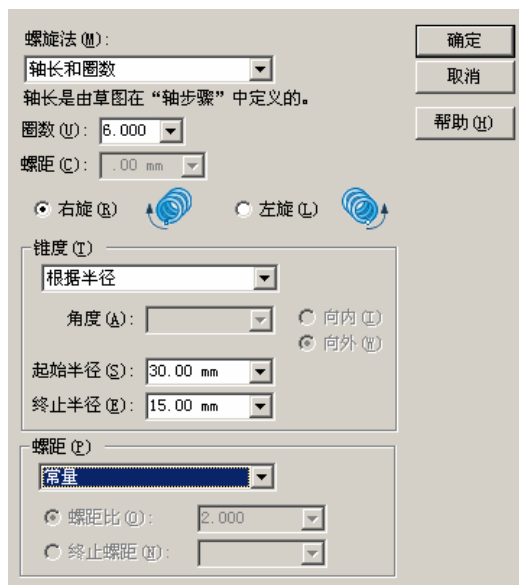 螺旋法(M):
确定
轴长和圈数
取消
轴长是由草图在“轴步骤”中定义的。
圈数(U): 6.000
帮助(H)
螺距(C): .00 mm
右旋(R) 左旋(L)
锥度(T)
根据半径
角度(A): 向内(I)
向外(W)
起始半径(S): 30.00 mm
终止半径(E): 15.00 mm
螺距(P)
常量
螺距比(O): 2.000
终止螺距(N):